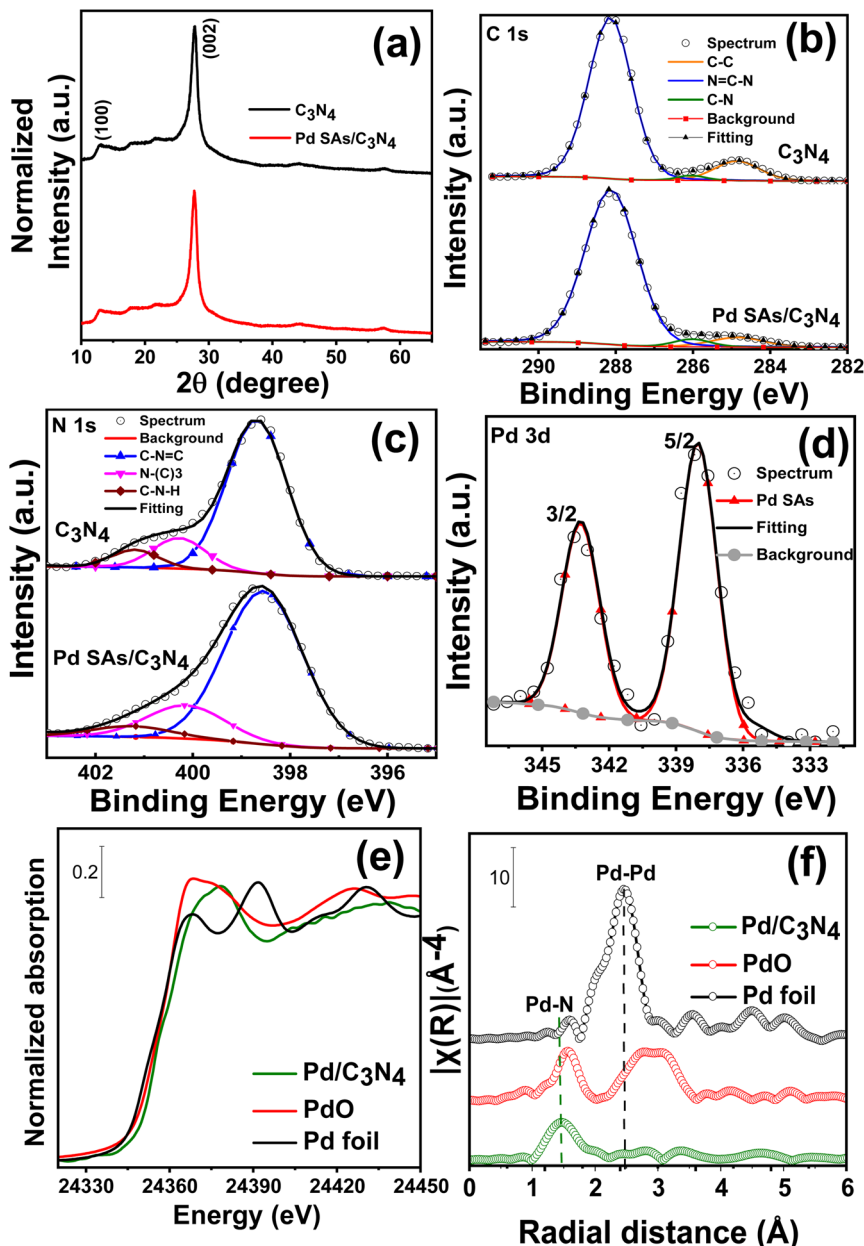 (a)
(002)
(100)
C3N4
Pd SAs/C3N4
Normalized
Intensity (a.u.)
10 20 30 40 50 60
2θ (degree)
C 1s
(b)
Spectrum
C-C
N=C-N
C-N
Background
Fitting
C3N4
Pd SAs/C3N4
Intensity (a.u.)
290 288 286 284 282
Binding Energy (eV)
N 1s
(c)
Spectrum
Background
C-N=C
N-(C)3
C-N-H
Fitting
C3N4
Pd SAs/C3N4
Intensity (a.u.)
402 400 398 396
Binding Energy (eV)
Pd 3d
(d)
5/2
3/2
Spectrum
Pd SAs
Fitting
Background
Intensity (a.u.)
345 342 339 336 333
Binding Energy (eV)
(e)
0.2
Pd/C3N4
PdO
Pd foil
Normalized absorption
24330 24360 24390 24420 24450
Energy (eV)
(f)
10
Pd-Pd
Pd-N
Pd/C3N4
PdO
Pd foil
|χ(R)|(Å-4)
0 1 2 3 4 5 6
Radial distance (Å)